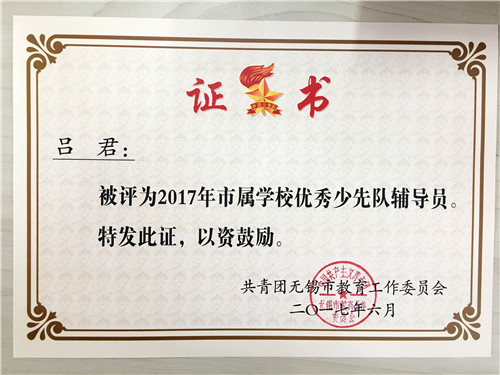 证书
吕 君：
被评为2017年市属学校优秀少先队辅导员。
特发此证，以资鼓励。
共青团无锡市教育工作委员会
二〇一七年六月